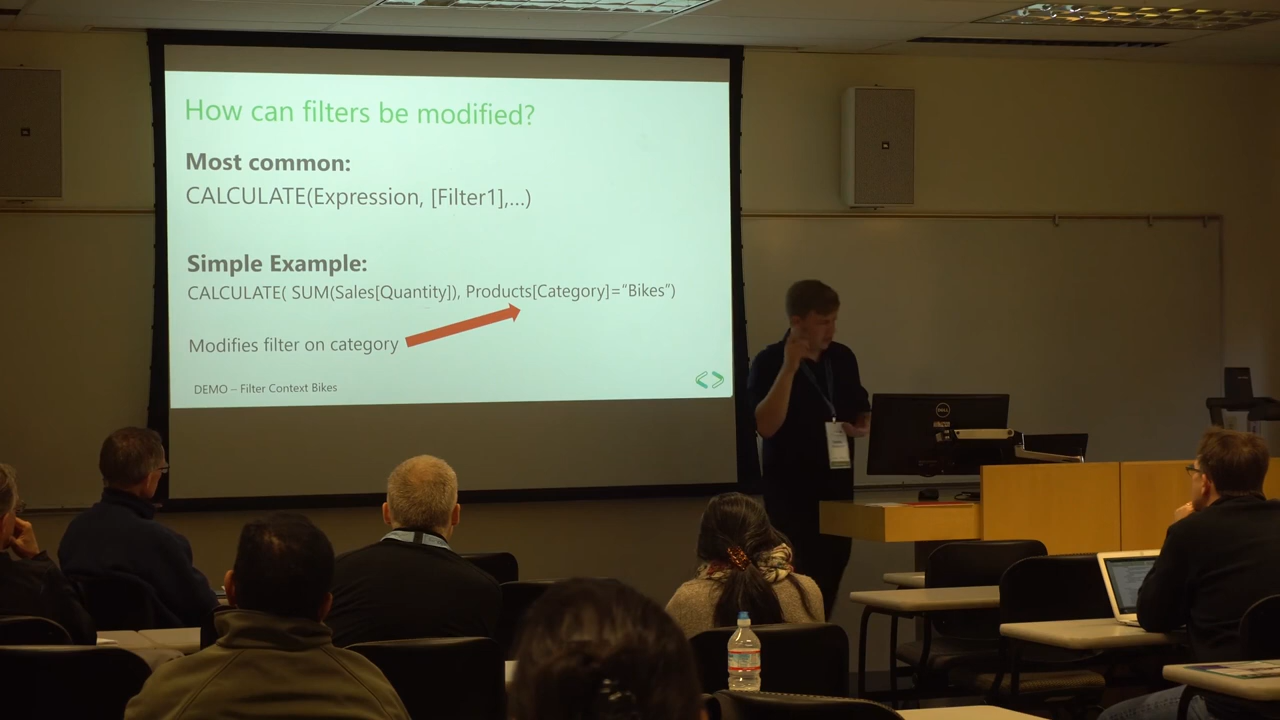 How can filters be modified?
Most common:
CALCULATE(Expression, [Filter1],...)
Simple Example:
CALCULATE( SUM(Sales[Quantity]), Products[Category]=“Bikes”)
Modifies filter on category
DEMO – Filter Context Bikes
DELL